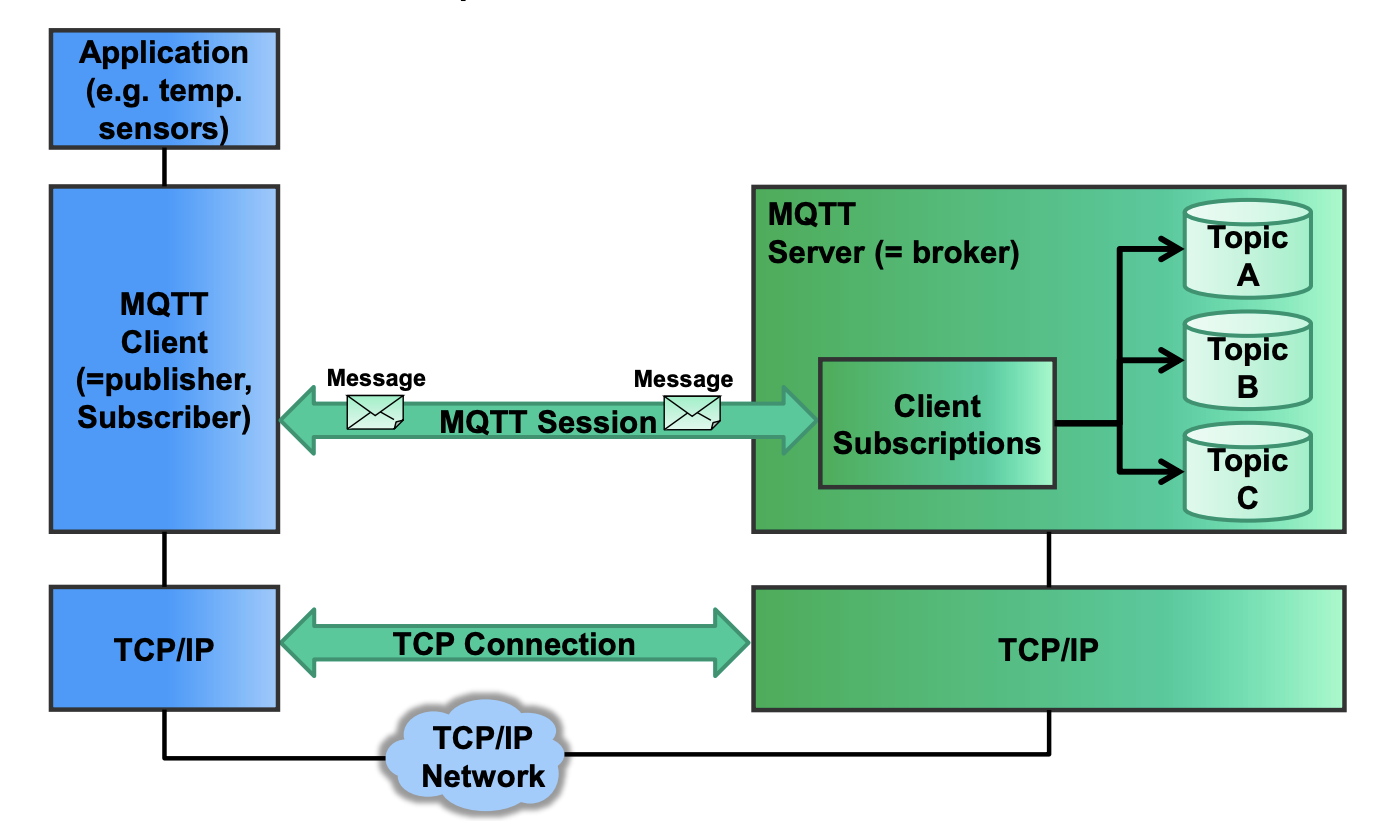 Application
(e.g. temp.
sensors)
MQTT
Client
(=publisher,
Subscriber)
Message
Message
MQTT Session
MQTT
Server (= broker)
Client
Subscriptions
Topic
A
Topic
B
Topic
C
TCP/IP
TCP Connection
TCP/IP
TCP/IP
Network